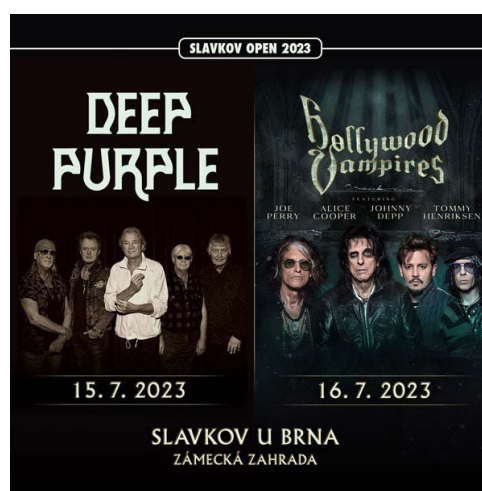 SLAVKOV OPEN 2023
DEEP
PURPLE
Hollywood
Vampires
FEATURING
JOE
PERRY
ALICE
COOPER
JOHNNY
DEPP
TOMMY
HENRIKSEN
15. 7. 2023
16. 7. 2023
SLAVKOV U BRNA
ZÁMECKÁ ZAHRADA